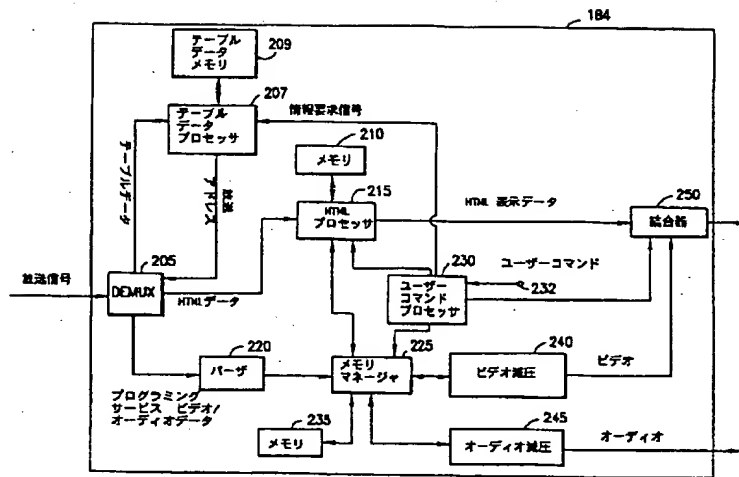 184
テーブル
データ
メモリ
209
207
テーブル
データ
プロセッサ
情報要求信号
210
メモリ
テーブルデータ
放送
アドレス
215
HTML
プロセッサ
HTML 表示データ
250
結合器
放送信号
205
DEMUX
HTMLデータ
230
ユーザー
コマンド
プロセッサ
ユーザーコマンド
232
220
パーザ
225
メモリ
マネージャ
240
ビデオ減圧
ビデオ
プログラミング
サービス ビデオ/
オーディオデータ
235
メモリ
245
オーディオ減圧
オーディオ